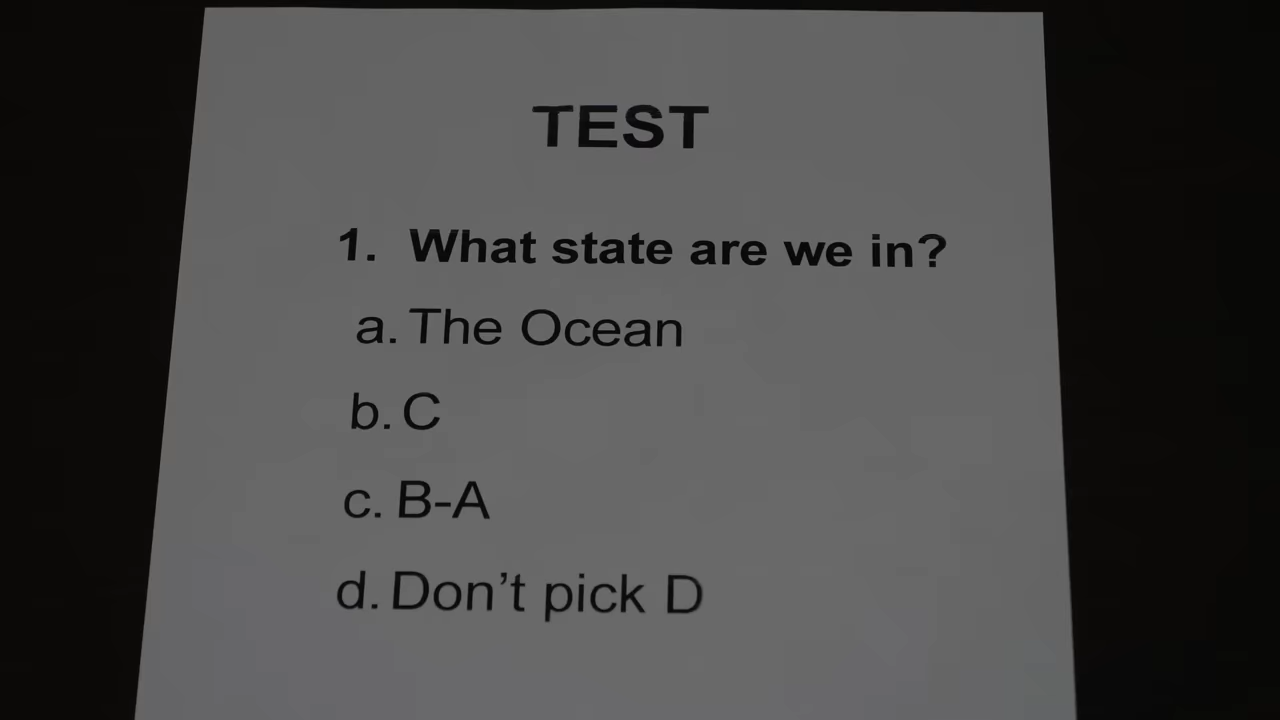 TEST
1. What state are we in?
a. The Ocean
b. C
c. B-A
d. Don't pick D